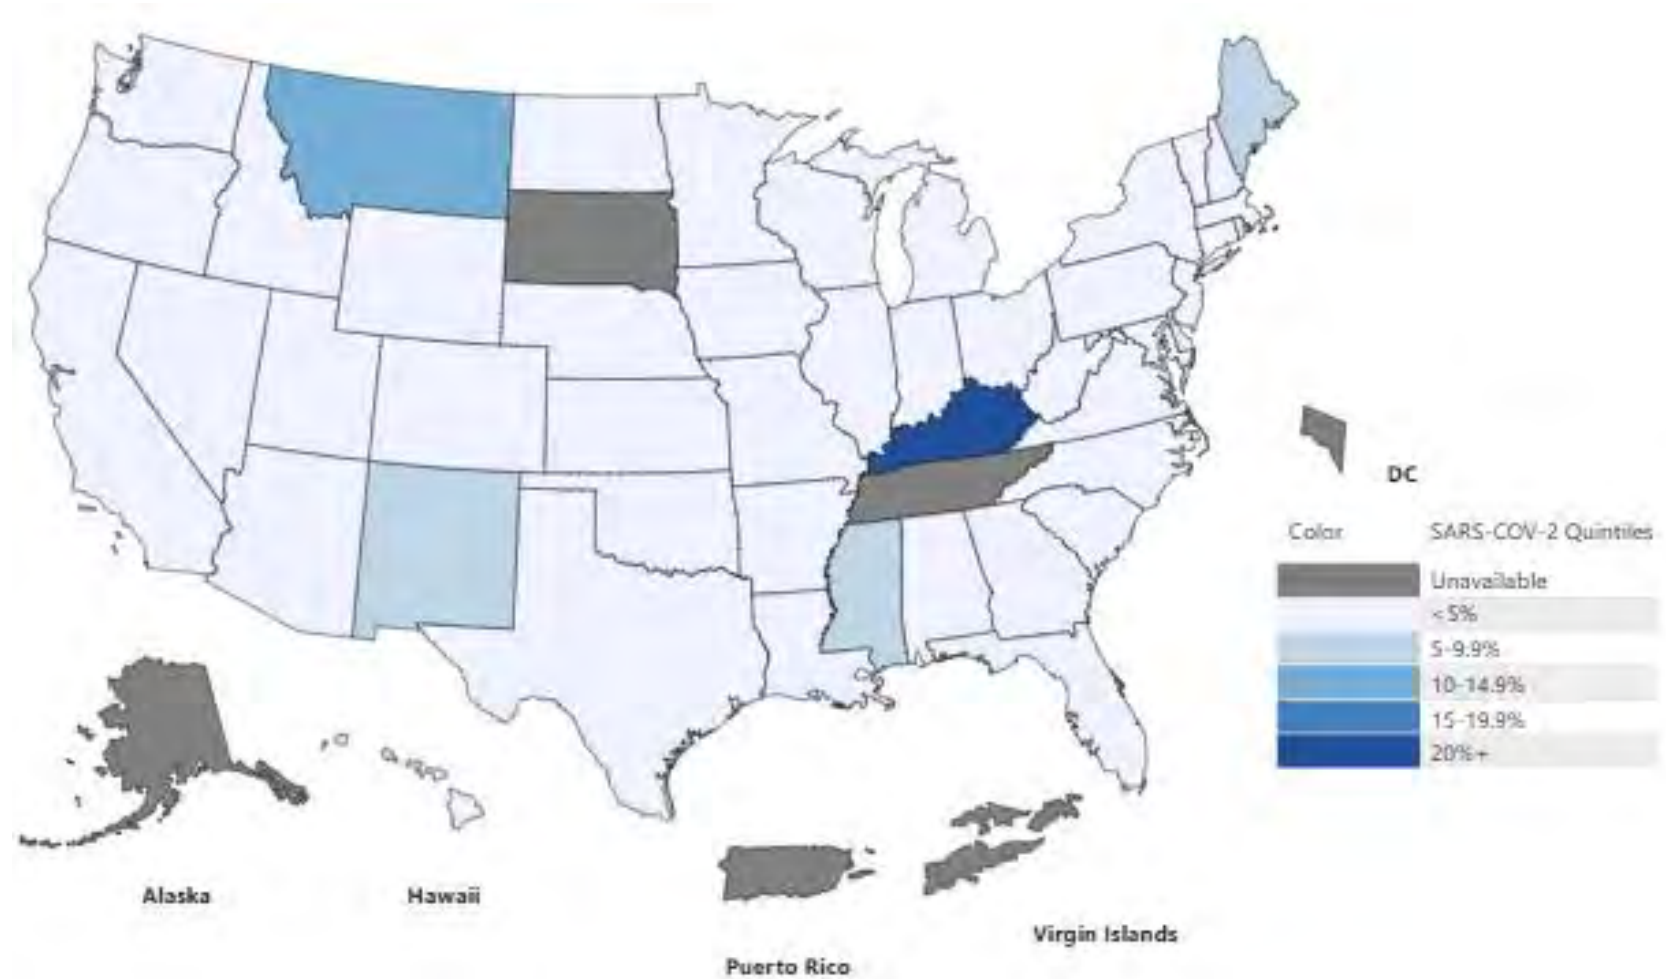 DC
Color SARS-COV-2 Quintiles
Unavailable
<5%
5-9.9%
10-14.9%
15-19.9%
20%+
Alaska
Hawaii
Virgin Islands
Puerto Rico